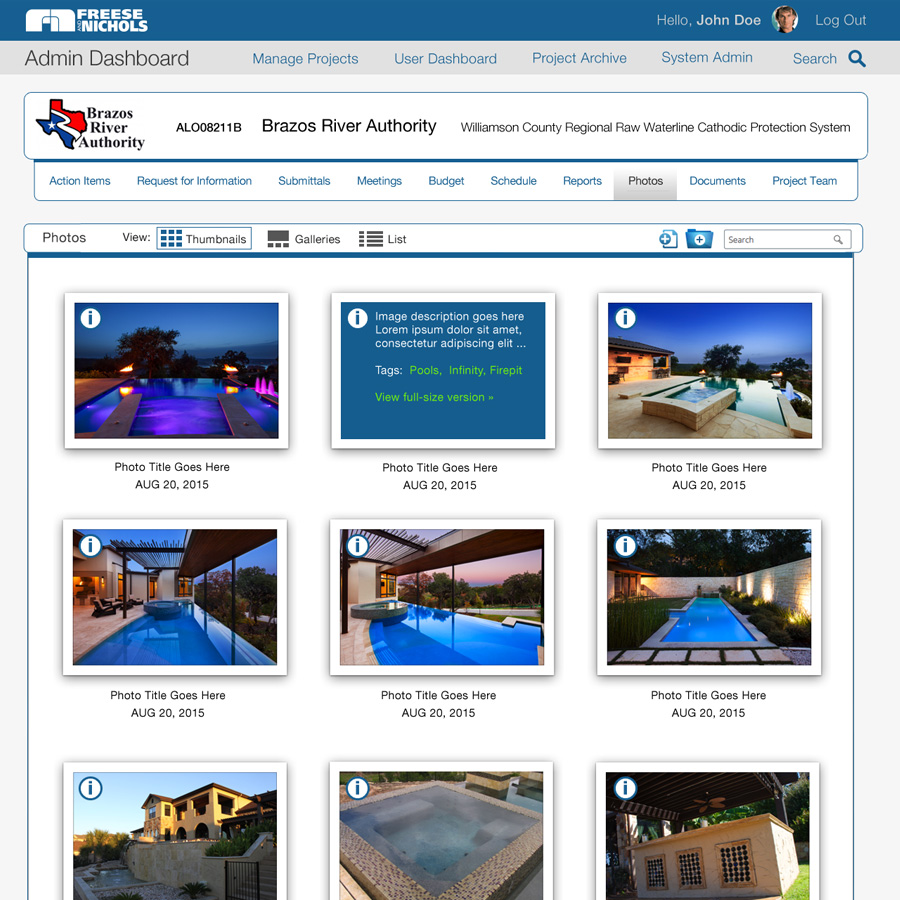 FREESE AND NICHOLS
Hello, John Doe Log Out
Admin Dashboard Manage Projects User Dashboard Project Archive System Admin Search
Brazos
River
Authority
ALO08211B Brazos River Authority Williamson County Regional Raw Waterline Cathodic Protection System
Action Items Request for Information Submittals Meetings Budget Schedule Reports Photos Documents Project Team
Photos View: Thumbnails Galleries List Search
Image description goes here
Lorem ipsum dolor sit amet,
consectetur adipiscing elit ...
Tags: Pools, Infinity, Firepit
View full-size version »
Photo Title Goes Here Photo Title Goes Here Photo Title Goes Here
AUG 20, 2015 AUG 20, 2015 AUG 20, 2015
Photo Title Goes Here Photo Title Goes Here Photo Title Goes Here
AUG 20, 2015 AUG 20, 2015 AUG 20, 2015